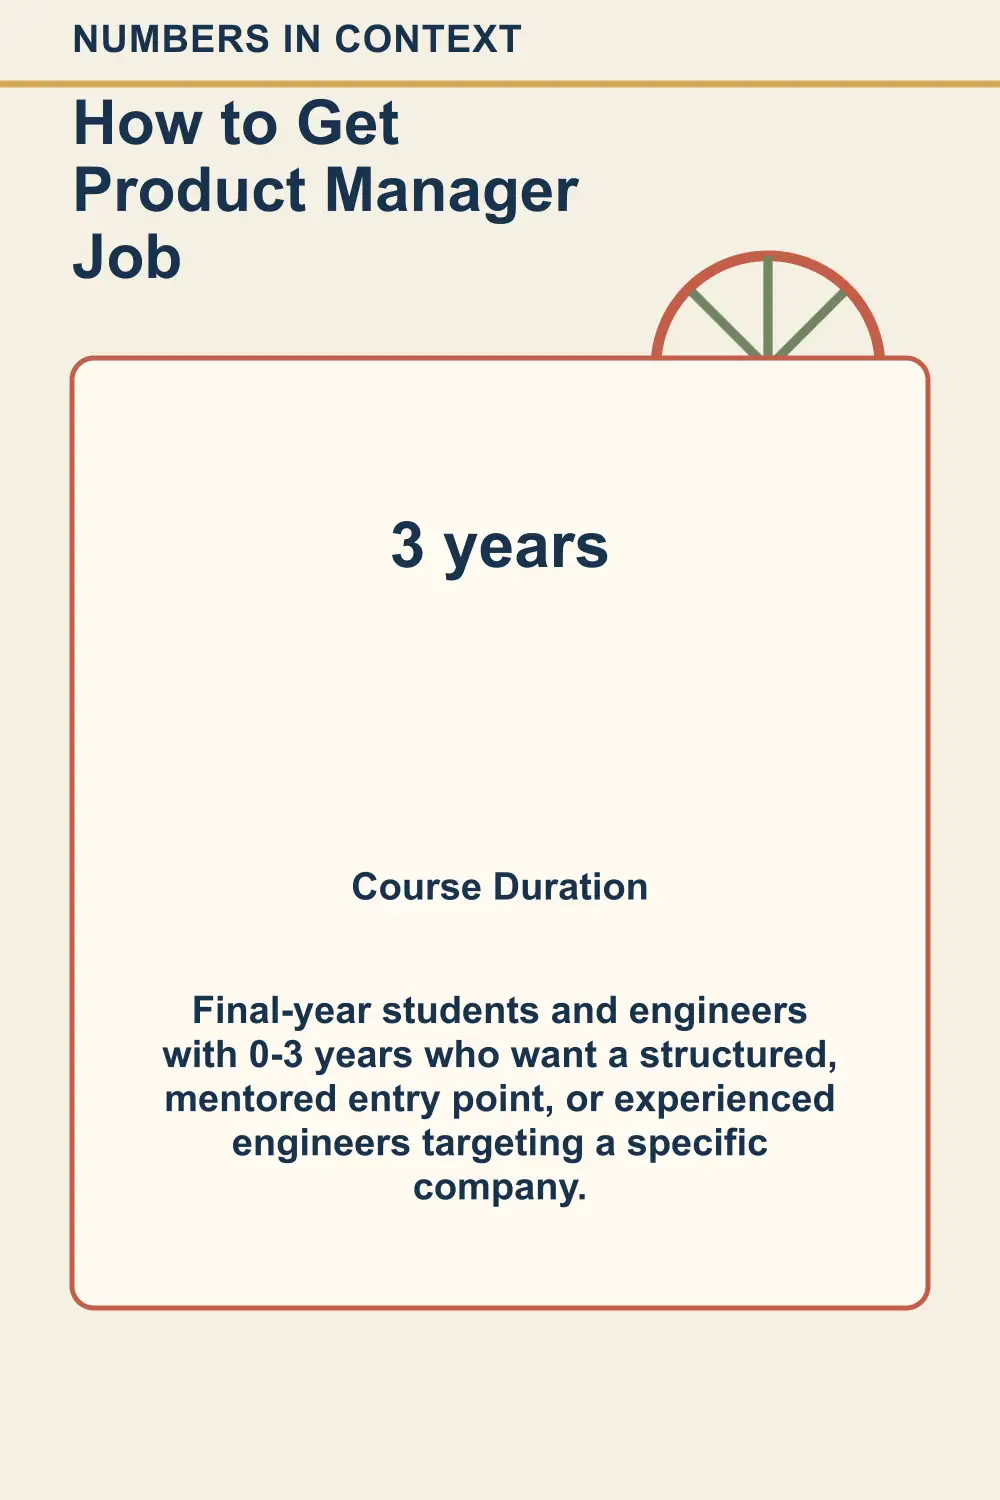 NUMBERS IN CONTEXT
How to Get
Product Manager
Job
3 years
Course Duration
Final-year students and engineers
with 0-3 years who want a structured,
mentored entry point, or experienced
engineers targeting a specific
company.